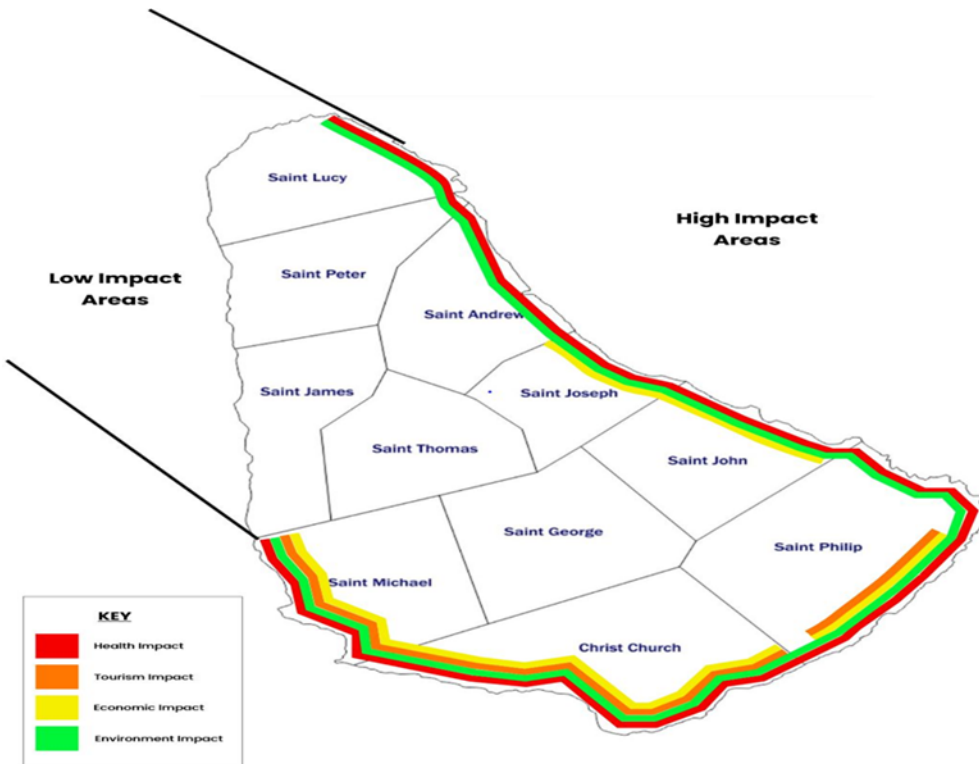 Saint Lucy
High Impact
Areas
Low Impact
Areas
Saint Peter
Saint Andrew
Saint James
Saint Joseph
Saint Thomas
Saint John
Saint George
Saint Philip
Saint Michael
Christ Church
KEY
Health Impact
Tourism Impact
Economic Impact
Environment Impact